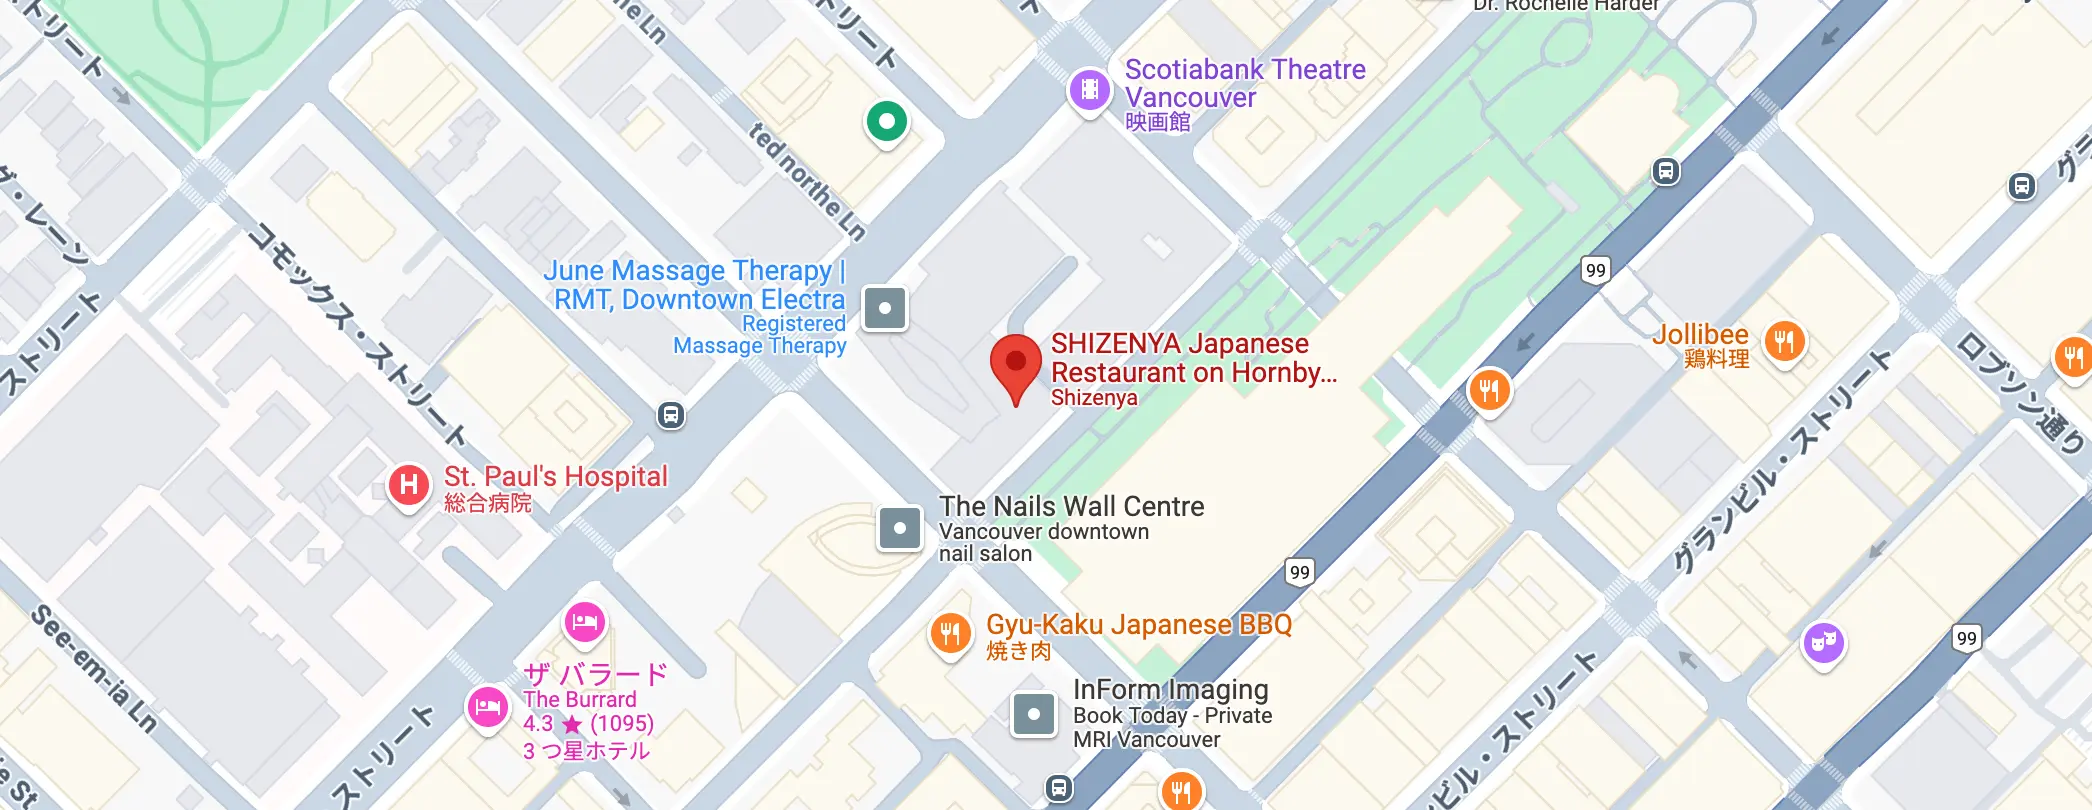 Dr. Rochelle Harder
Scotiabank Theatre
Vancouver
映画館
ted northe Ln
June Massage Therapy |
RMT, Downtown Electra
Registered
Massage Therapy
コモックス・ストリート
99
SHIZENYA Japanese
Restaurant on Hornby...
Shizenya
Jollibee
鶏料理
ロブソン通り
グランビル・ストリート
St. Paul's Hospital
総合病院
H
The Nails Wall Centre
Vancouver downtown
nail salon
99
Gyu-Kaku Japanese BBQ
焼き肉
99
See-em-ia Ln
ザ バラード
The Burrard
4.3 ★ (1095)
3 つ星ホテル
InForm Imaging
Book Today - Private
MRI Vancouver
ストリート
ストリート
ビル・ストリート